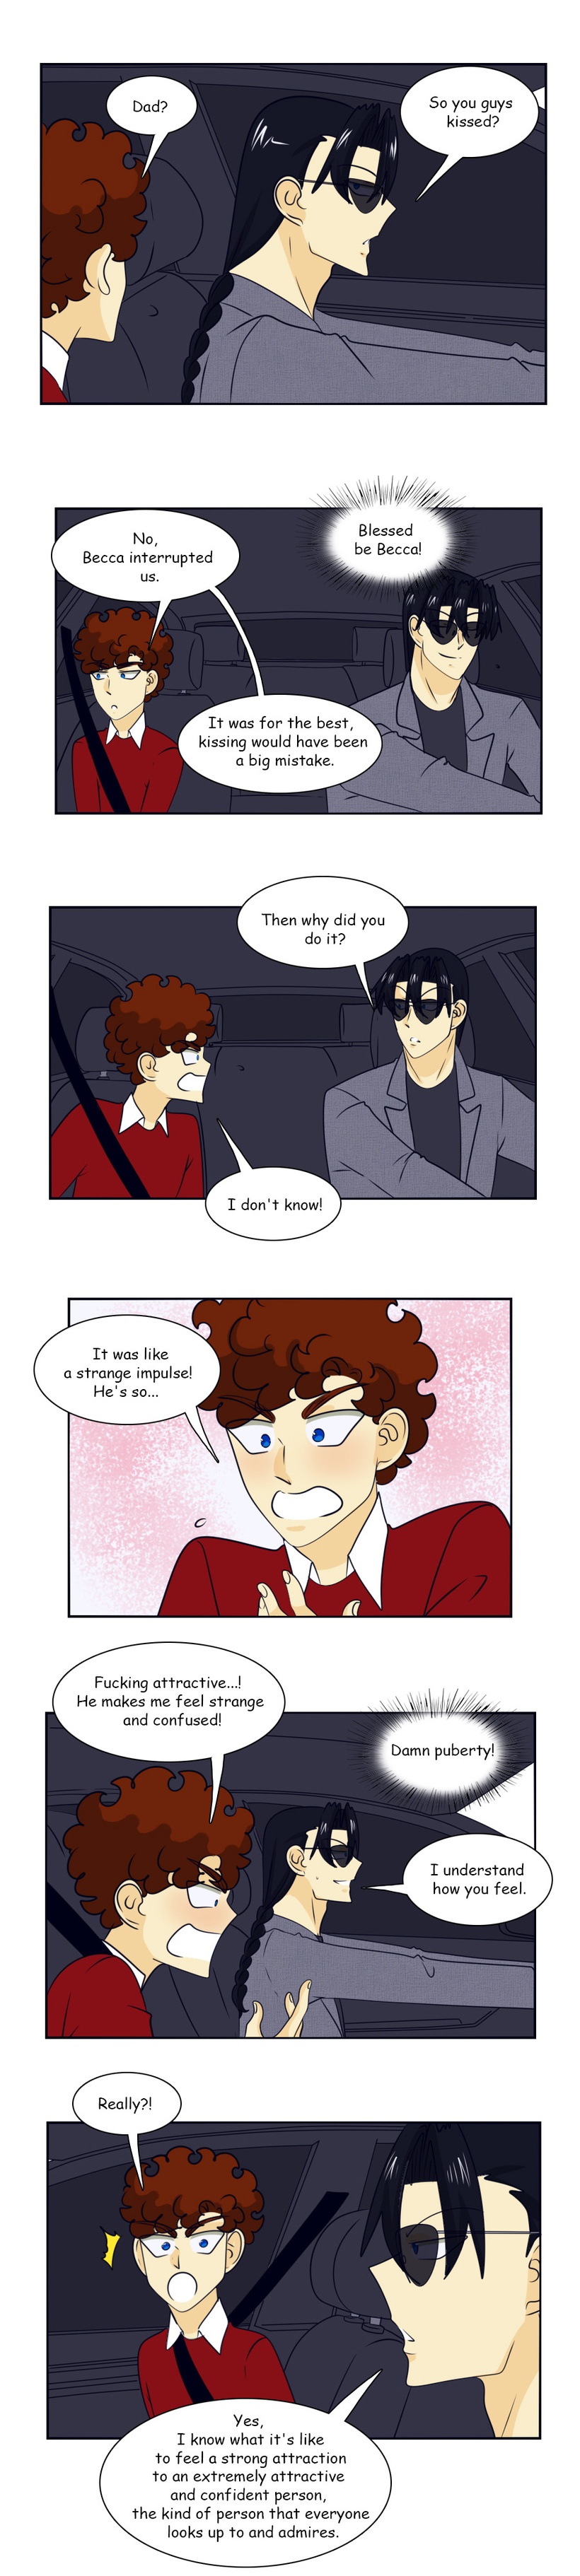 Dad?
So you guys
kissed?
No,
Becca interrupted
us.
Blessed
be Becca!
It was for the best,
kissing would have been
a big mistake.
Then why did you
do it?
I don't know!
It was like
a strange impulse!
He's so...
Fucking attractive...!
He makes me feel strange
and confused!
Damn puberty!
I understand
how you feel.
Really?!
Yes,
I know what it's like
to feel a strong attraction
to an extremely attractive
and confident person,
the kind of person that everyone
looks up to and admires.